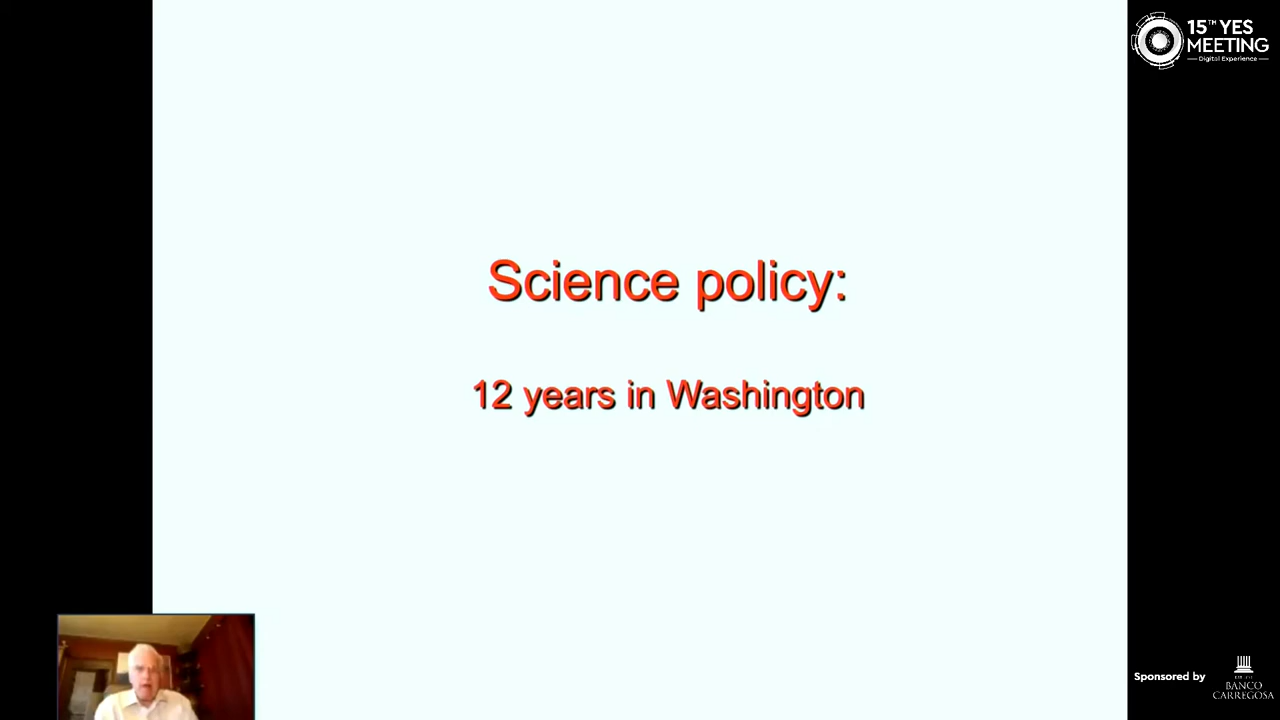 15TH YES
MEETING
Digital Experience
Science policy:
12 years in Washington
Sponsored by
BANCO
CARREGOSA